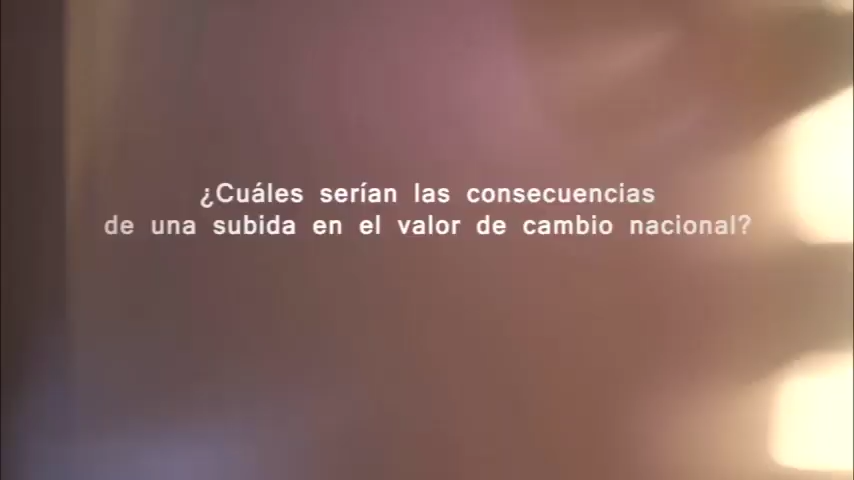 ¿Cuáles serían las consecuencias
de una subida en el valor de cambio nacional?